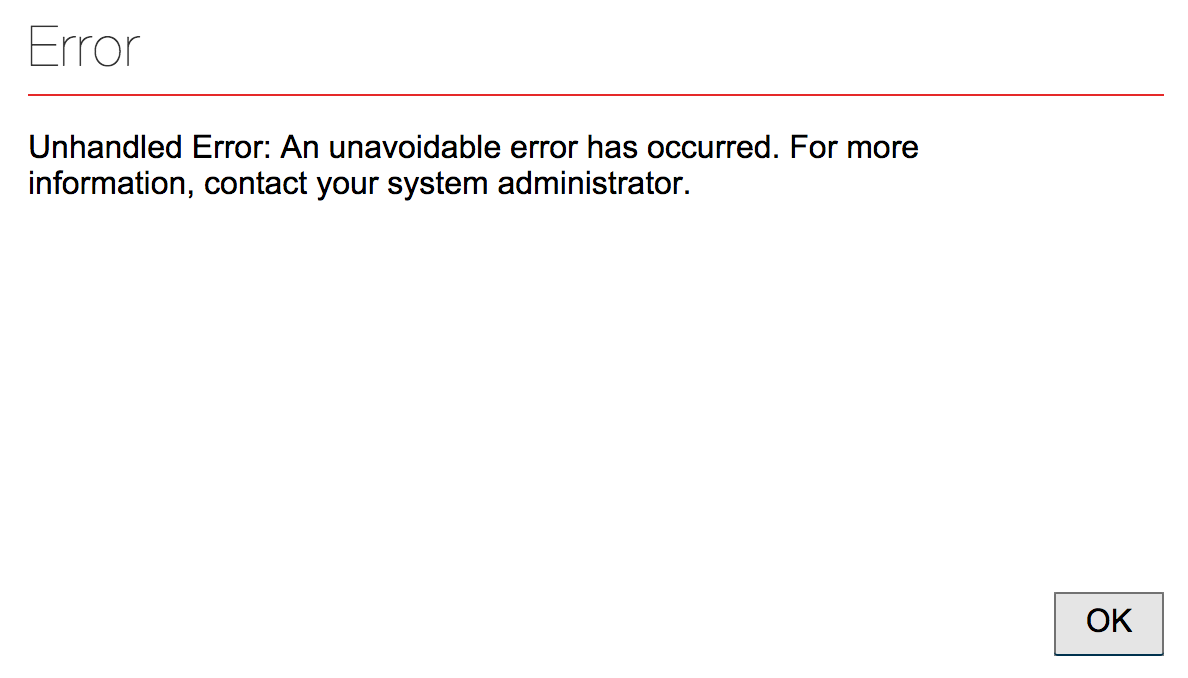 Error
Unhandled Error: An unavoidable error has occurred. For more
information, contact your system administrator.
OK